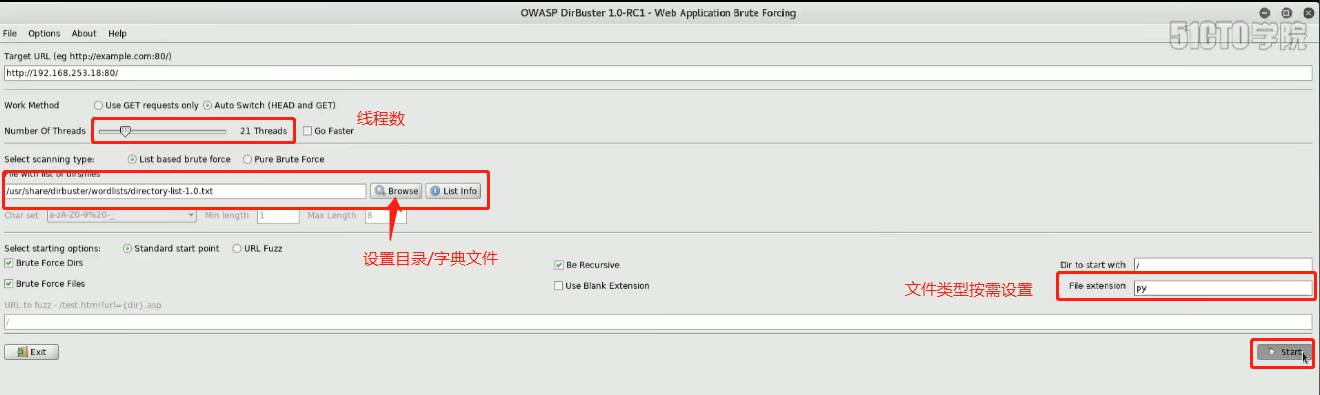 OWASP DirBuster 1.0-RC1 - Web Application Brute Forcing
File Options About Help
51CTO学院
Target URL (eg http://example.com:80/)
http://192.168.253.18:80/
Work Method Use GET requests only Auto Switch (HEAD and GET)
线程数
Number Of Threads 21 Threads Go Faster
Select scanning type: List based brute force Pure Brute Force
File with list of dirs/files
/usr/share/dirbuster/wordlists/directory-list-1.0.txt Browse List Info
Char set a-zA-Z0-9%20-_ Min length 1 Max Length 8
Select starting options: Standard start point URL Fuzz
设置目录/字典文件
Brute Force Dirs Be Recursive Dir to start with /
Brute Force Files Use Blank Extension 文件类型按需设置 File extension py
URL to fuzz - /test.html?url={dir}.asp
/
Exit Start